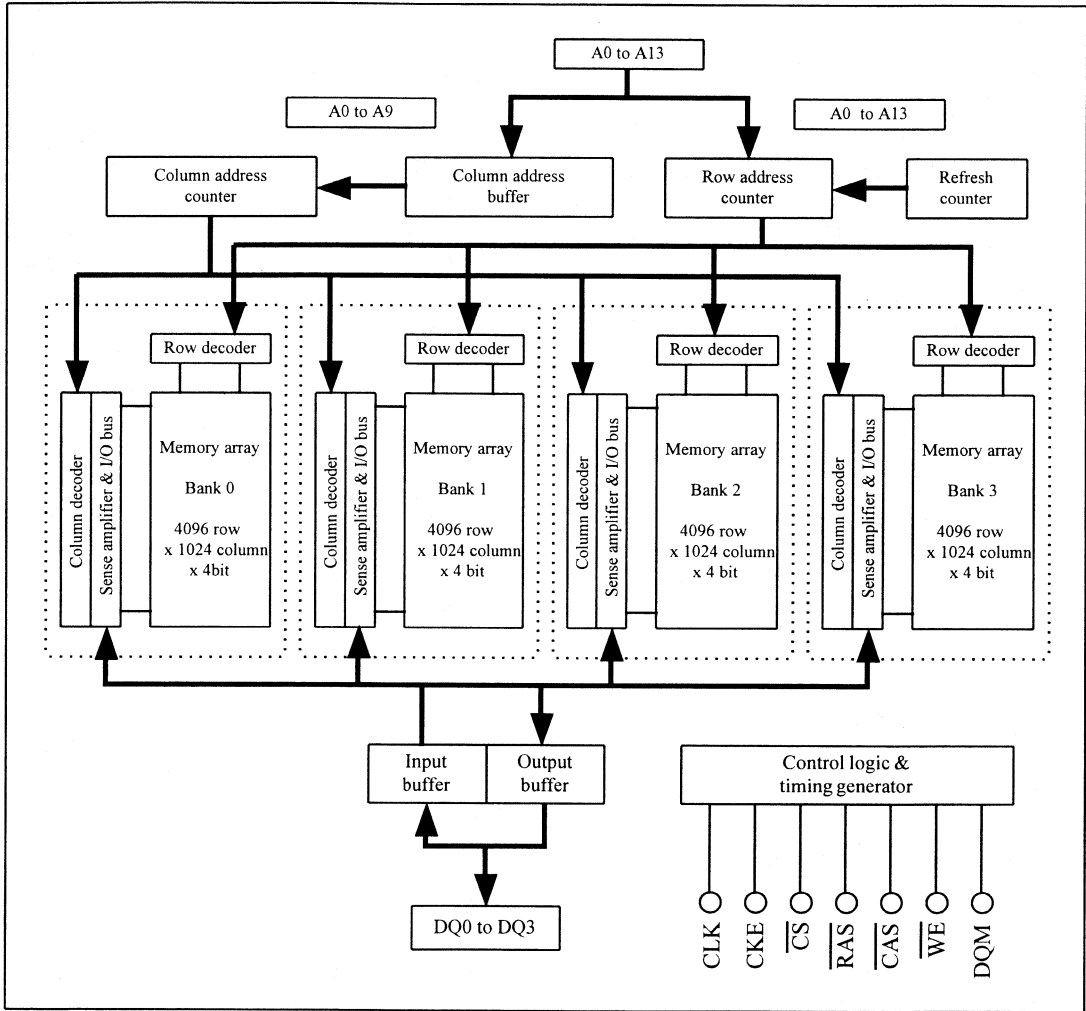 A0 to A13
A0 to A9
A0 to A13
Column address
counter
Column address
buffer
Row address
counter
Refresh
counter
Row decoder
Row decoder
Row decoder
Row decoder
Column decoder
Sense amplifier & I/O bus
Memory array
Bank 0
4096 row
x 1024 column
x 4bit
Column decoder
Sense amplifier & I/O bus
Memory array
Bank 1
4096 row
x 1024 column
x 4 bit
Column decoder
Sense amplifier & I/O bus
Memory array
Bank 2
4096 row
x 1024 column
x 4 bit
Column decoder
Sense amplifier & I/O bus
Memory array
Bank 3
4096 row
x 1024 column
x 4 bit
Input
buffer
Output
buffer
Control logic &
timing generator
DQ0 to DQ3
CLK
CKE
C̅S̅
R̅A̅S̅
C̅A̅S̅
W̅E̅
DQM